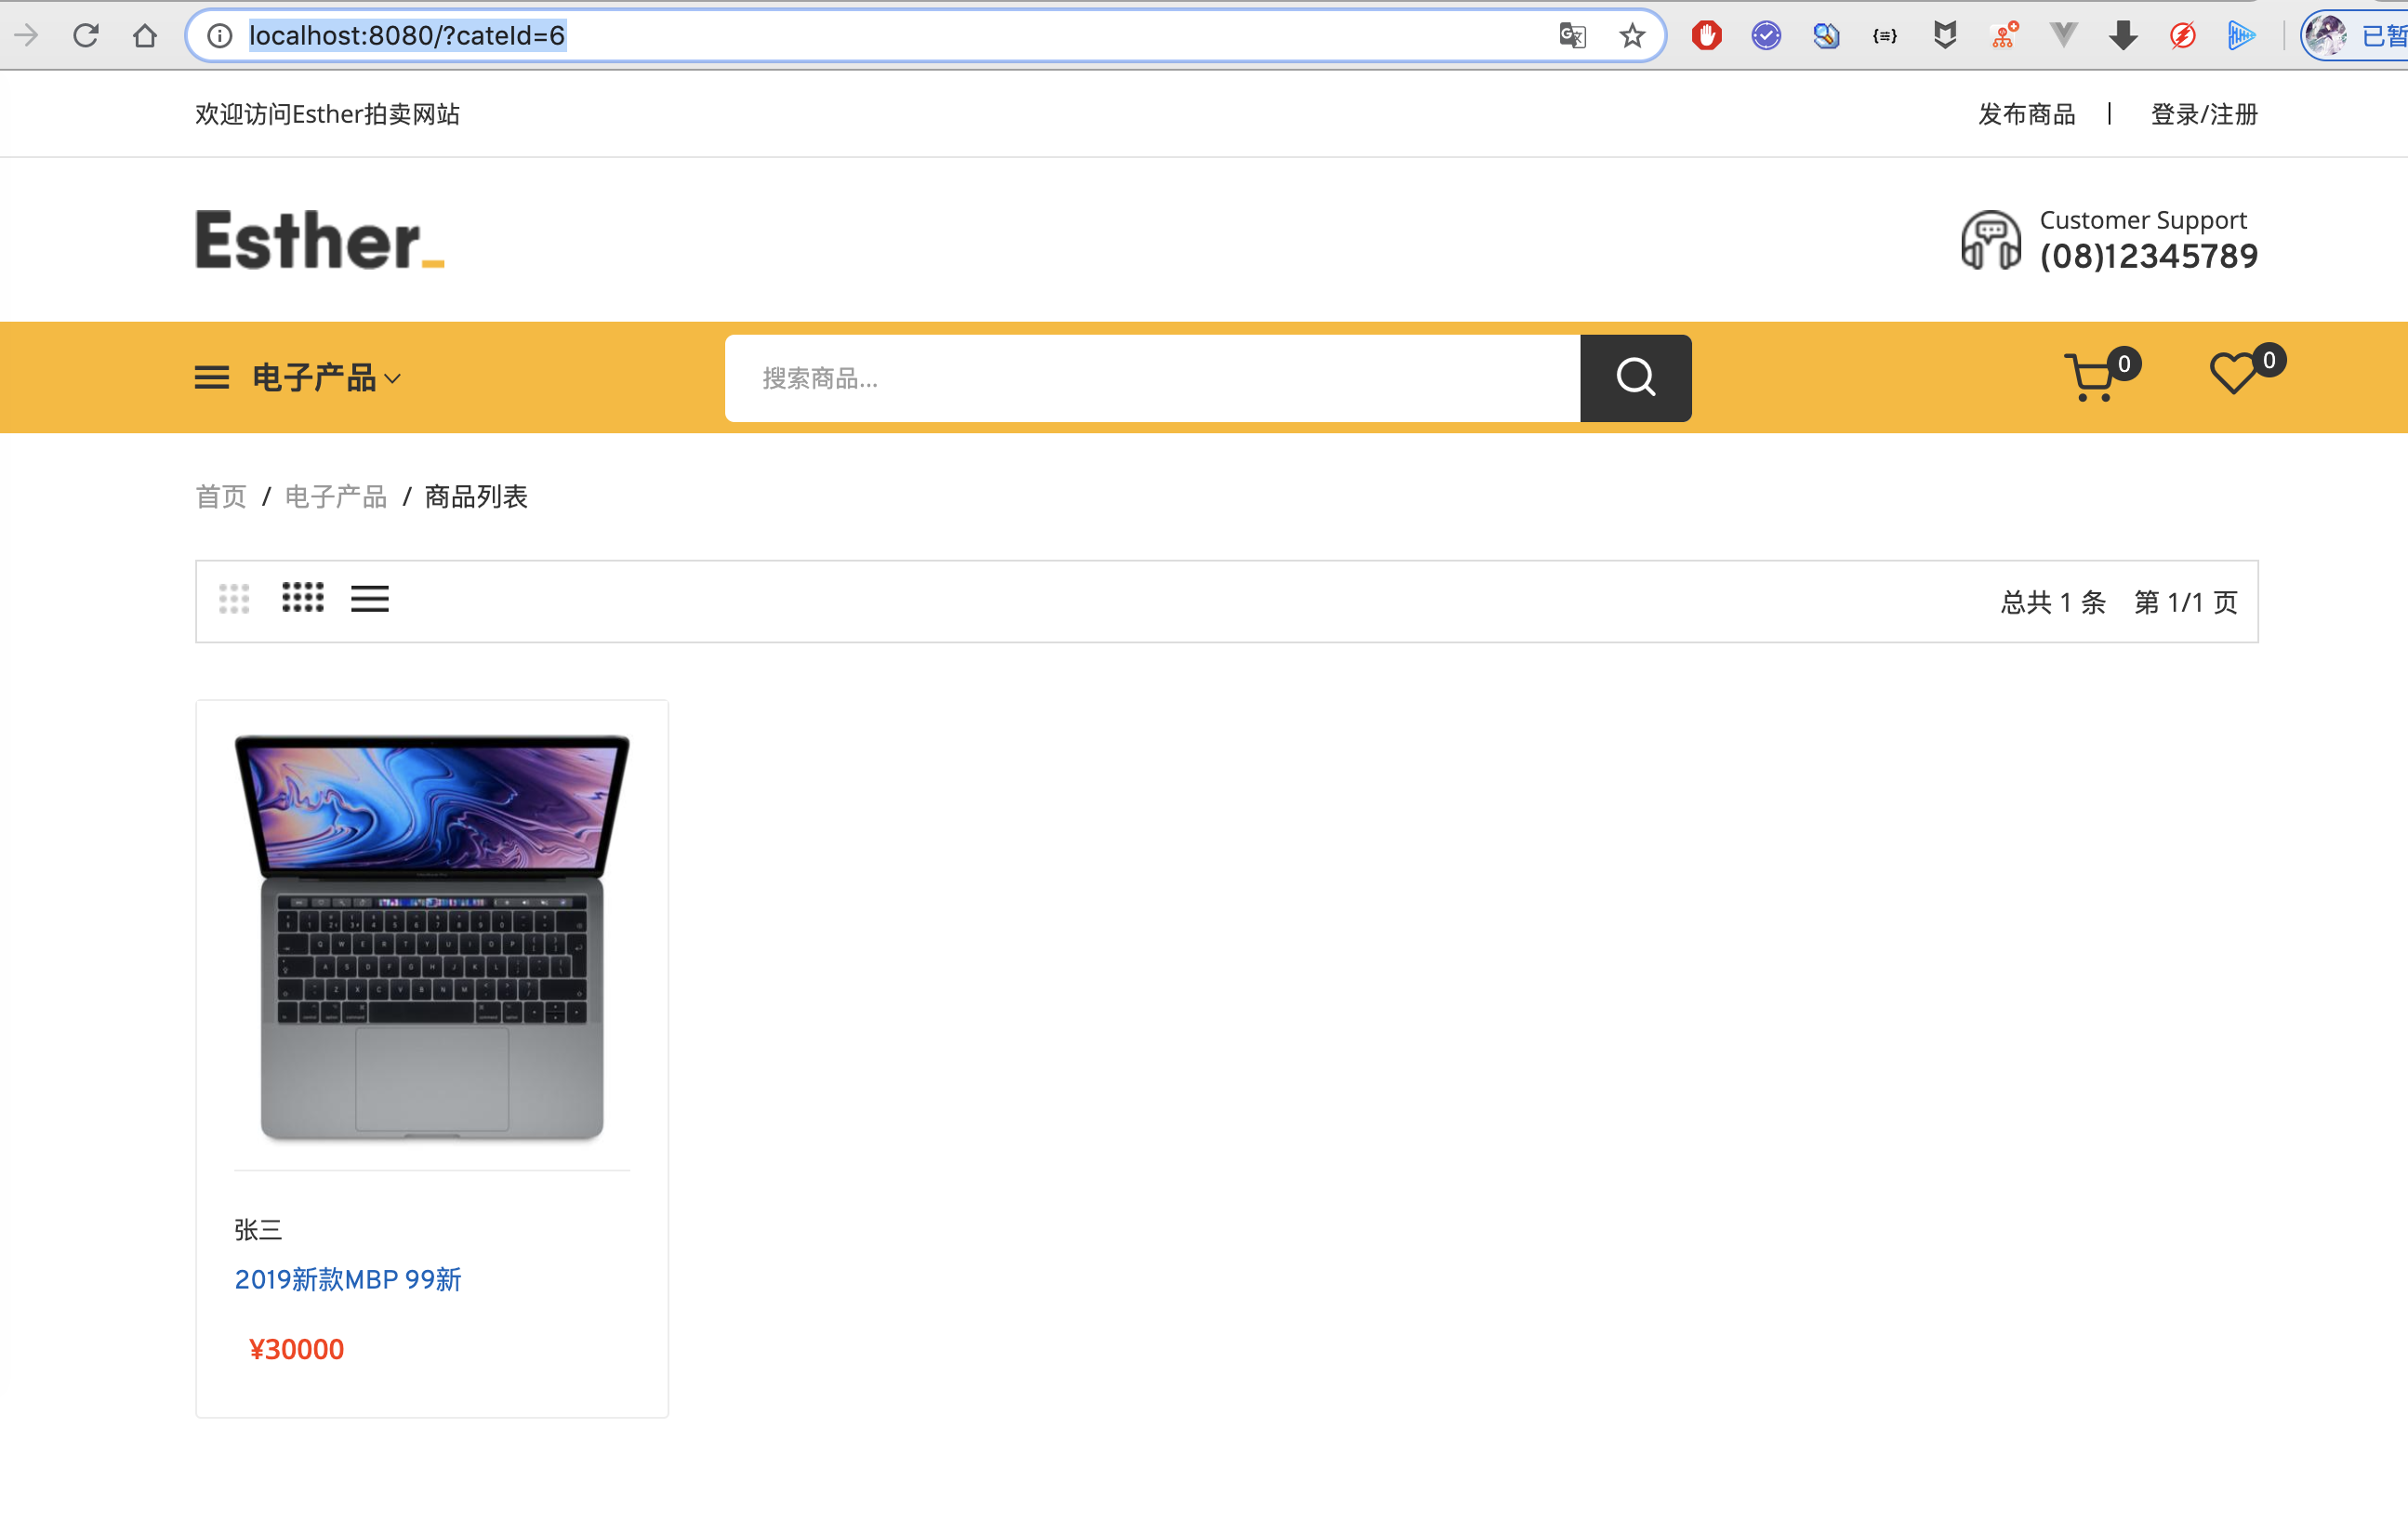 localhost:8080/?cateId=6
已暂
欢迎访问Esther拍卖网站
发布商品 | 登录/注册
Esther_
Customer Support
(08)12345789
电子产品
搜索商品...
0
0
首页 / 电子产品 / 商品列表
总共 1 条 第 1/1 页
张三
2019新款MBP 99新
¥30000